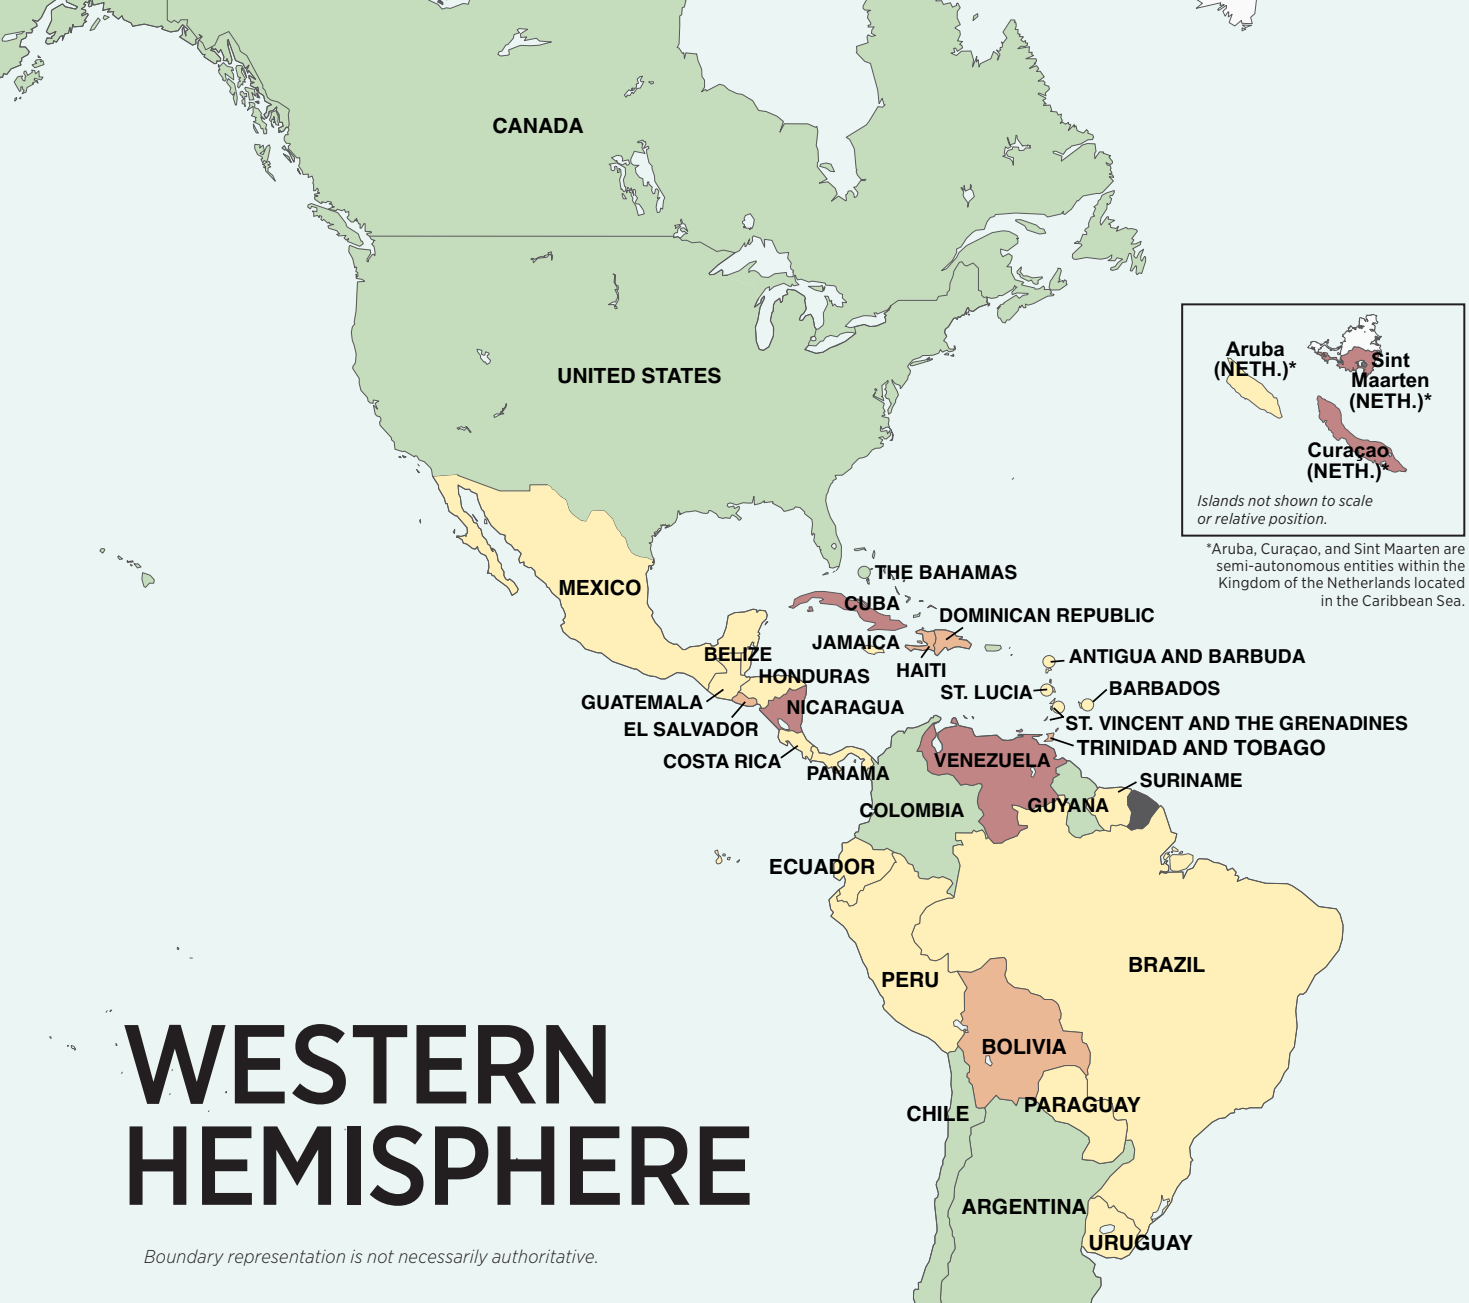 CANADA
UNITED STATES
Aruba
(NETH.)*
Sint
Maarten
(NETH.)*
Curaçao
(NETH.)*
Islands not shown to scale
or relative position.
*Aruba, Curaçao, and Sint Maarten are
semi-autonomous entities within the
Kingdom of the Netherlands located
in the Caribbean Sea.
MEXICO
THE BAHAMAS
CUBA
DOMINICAN REPUBLIC
JAMAICA
HAITI
BELIZE
HONDURAS
ANTIGUA AND BARBUDA
GUATEMALA
ST. LUCIA
BARBADOS
NICARAGUA
EL SALVADOR
ST. VINCENT AND THE GRENADINES
COSTA RICA
TRINIDAD AND TOBAGO
PANAMA
VENEZUELA
SURINAME
COLOMBIA
GUYANA
ECUADOR
BRAZIL
PERU
BOLIVIA
CHILE
PARAGUAY
ARGENTINA
URUGUAY
WESTERN
HEMISPHERE
Boundary representation is not necessarily authoritative.